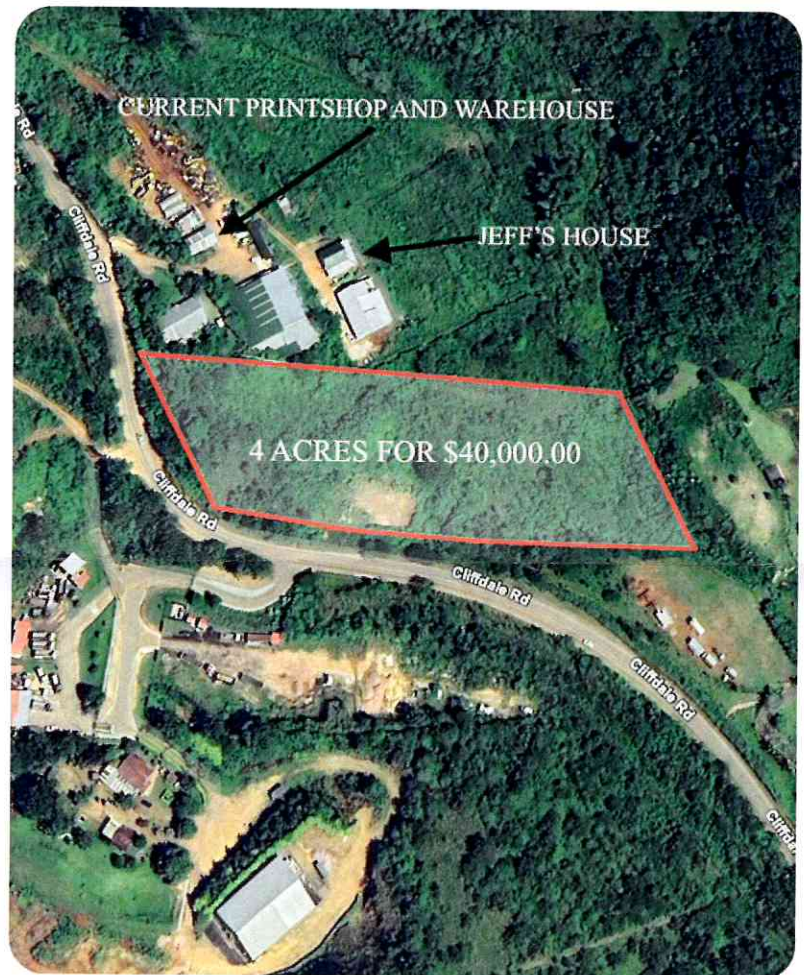 CURRENT PRINTSHOP AND WAREHOUSE
Rd
Cliffdale Rd
JEFF'S HOUSE
4 ACRES FOR $40,000.00
Cliffdale Rd
Cliffdale Rd
Cliffdale Rd